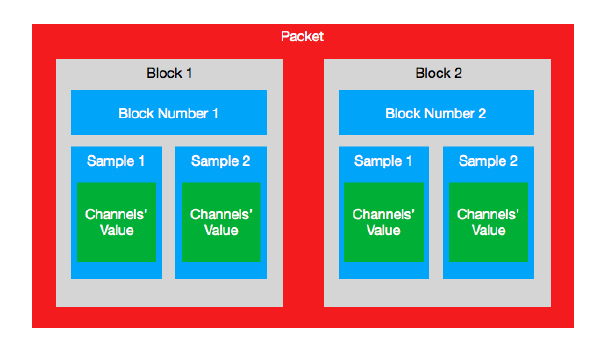 Packet
Block 1
Block Number 1
Sample 1
Channels'
Value
Sample 2
Channels'
Value
Block 2
Block Number 2
Sample 1
Channels'
Value
Sample 2
Channels'
Value